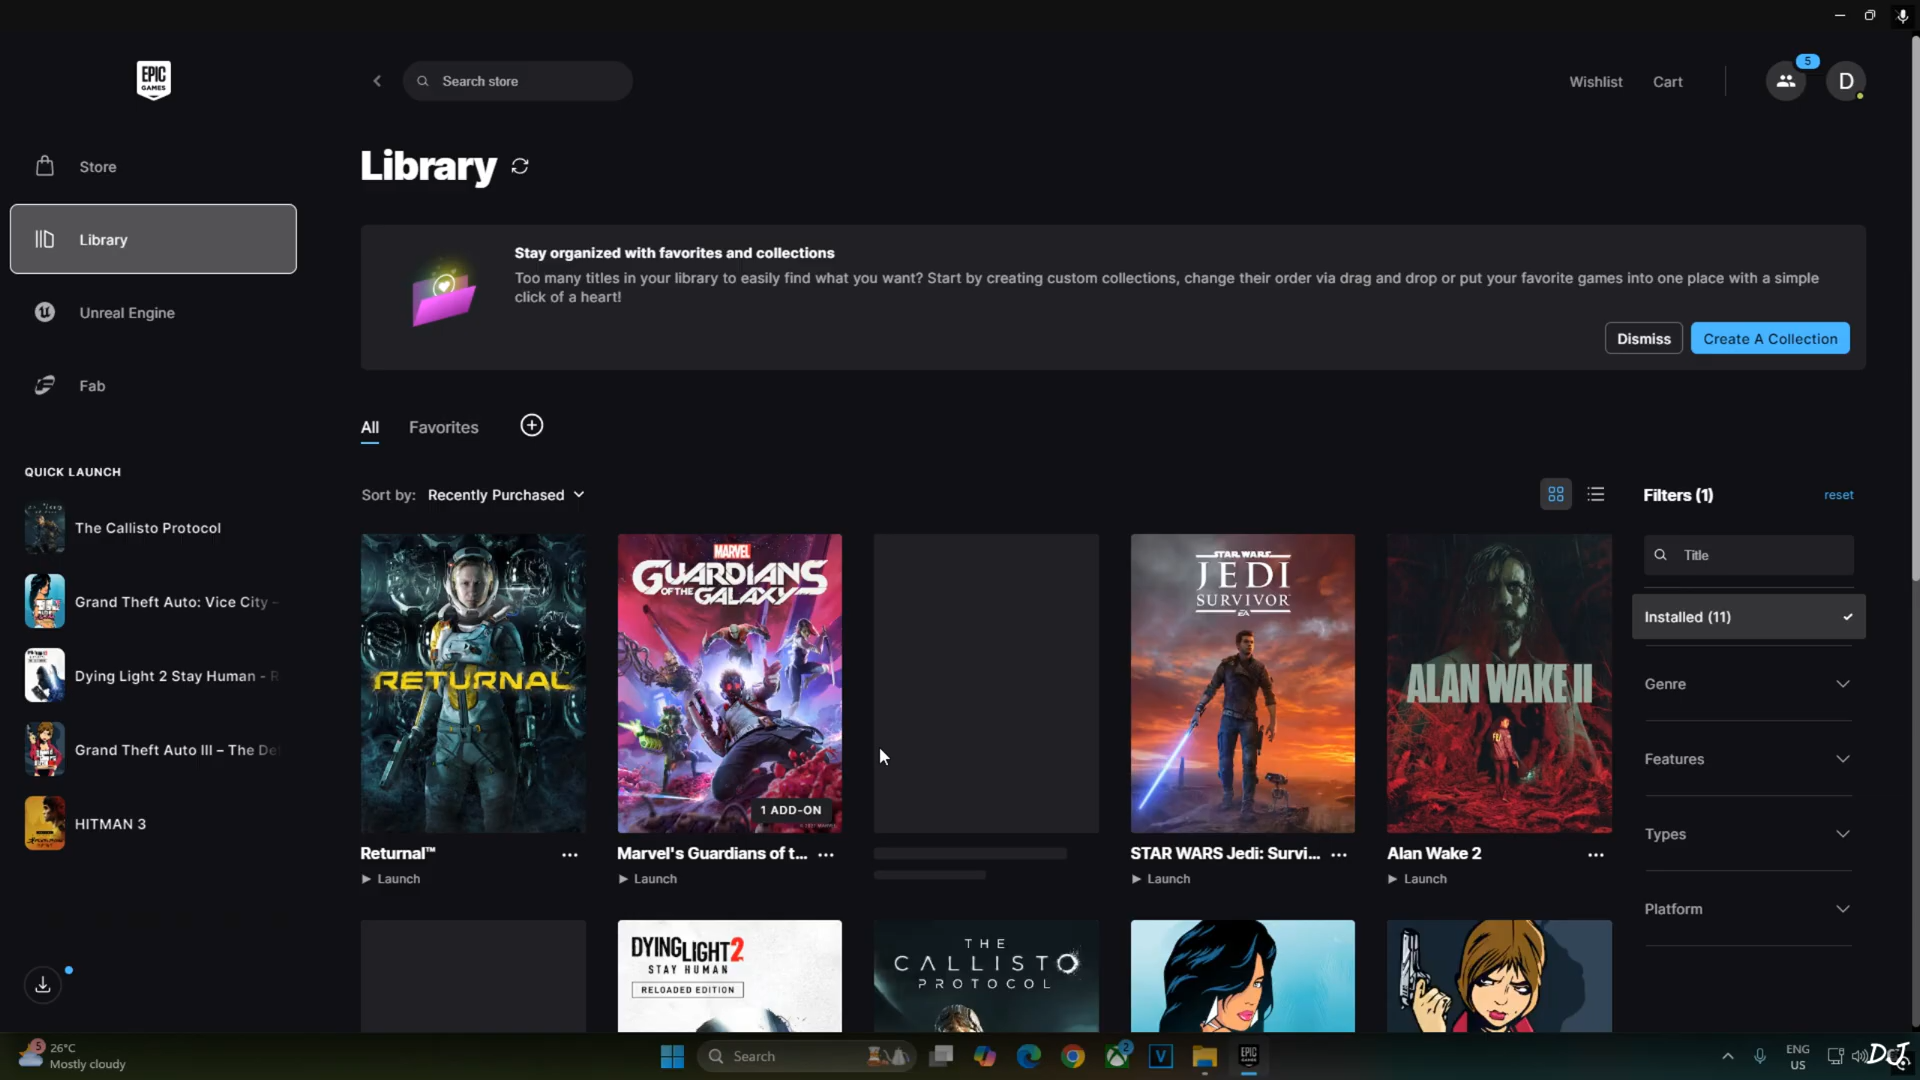 EPIC
GAMES
Search store
Wishlist
Cart
5
D
Store
Library
Unreal Engine
Fab
Library
Stay organized with favorites and collections
Too many titles in your library to easily find what you want? Start by creating custom collections, change their order via drag and drop or put your favorite games into one place with a simple
click of a heart!
Dismiss
Create A Collection
All
Favorites
QUICK LAUNCH
The Callisto Protocol
Grand Theft Auto: Vice City –
Dying Light 2 Stay Human - R
Grand Theft Auto III – The De
HITMAN 3
Sort by: Recently Purchased
Filters (1)
reset
Title
Installed (11)
Genre
Features
Types
Platform
RETURNAL
MARVEL
GUARDIANS
OF THE GALAXY
1 ADD-ON
STAR WARS
JEDI
SURVIVOR
EA
ALAN WAKE II
Returnal™
Launch
Marvel's Guardians of t...
Launch
STAR WARS Jedi: Survi...
Launch
Alan Wake 2
Launch
DYING LIGHT 2
STAY HUMAN
RELOADED EDITION
THE
CALLISTO
PROTOCOL
5
26°C
Mostly cloudy
Search
2
V
EPIC
GAMES
ENG
US
DJ